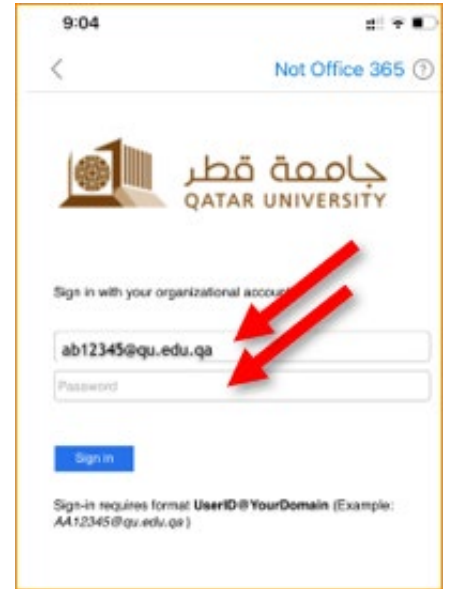 9:04
Not Office 365 ?
جامعة قطر
QATAR UNIVERSITY
Sign in with your organizational account
ab12345@qu.edu.qa
Password
Sign in
Sign-in requires format UserID@YourDomain (Example:
AA12345@qu.edu.qa)